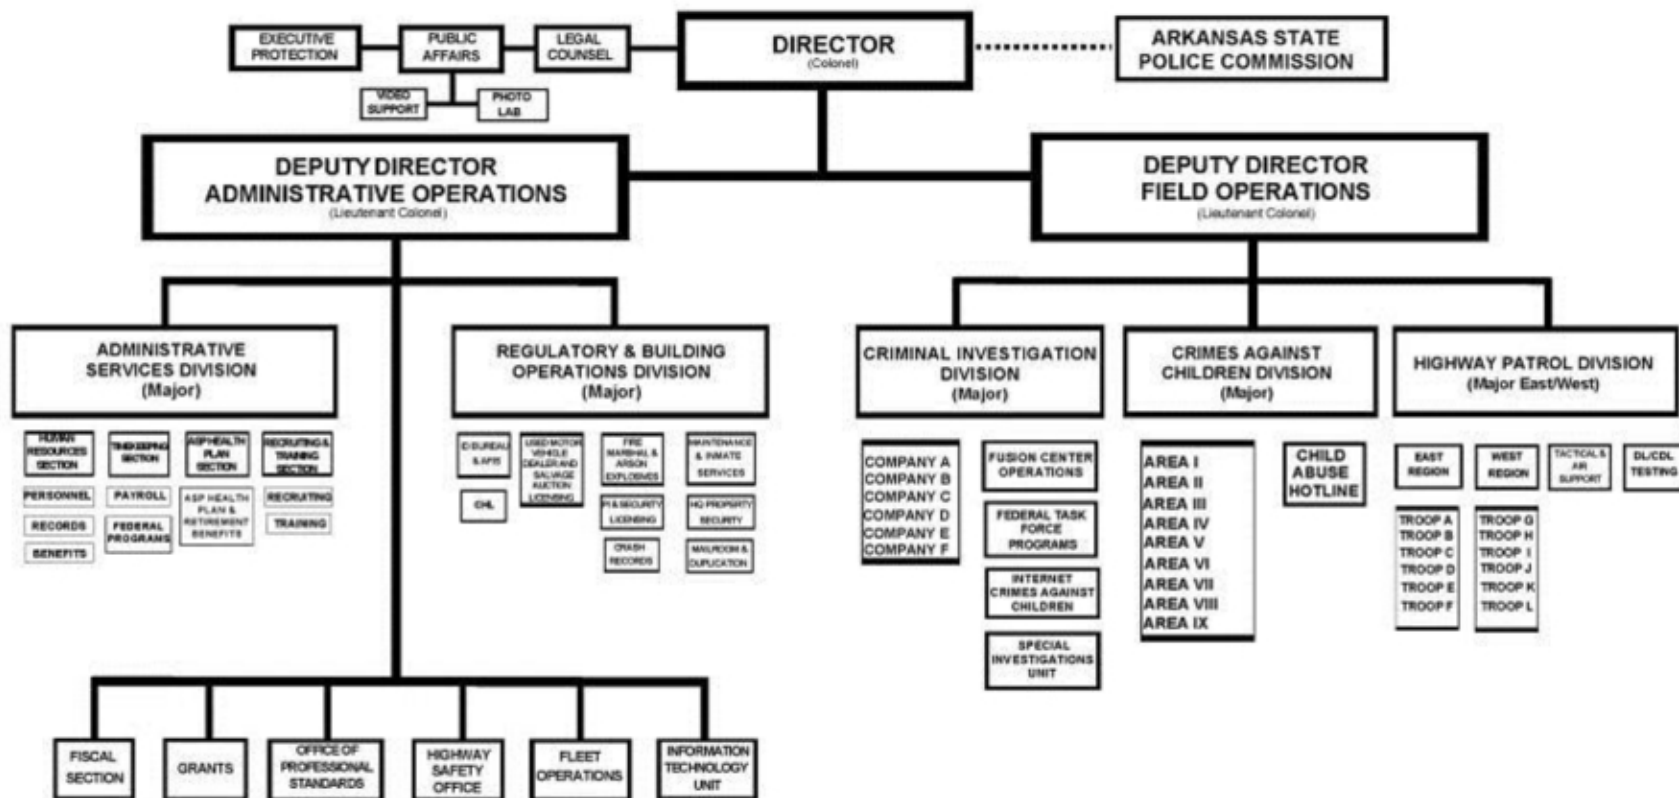 EXECUTIVE
PROTECTION
PUBLIC
AFFAIRS
LEGAL
COUNSEL
DIRECTOR
(Colonel)
ARKANSAS STATE
POLICE COMMISSION
VIDEO
SUPPORT
PHOTO
LAB
DEPUTY DIRECTOR
ADMINISTRATIVE OPERATIONS
(Lieutenant Colonel)
DEPUTY DIRECTOR
FIELD OPERATIONS
(Lieutenant Colonel)
ADMINISTRATIVE
SERVICES DIVISION
(Major)
REGULATORY & BUILDING
OPERATIONS DIVISION
(Major)
CRIMINAL INVESTIGATION
DIVISION
(Major)
CRIMES AGAINST
CHILDREN DIVISION
(Major)
HIGHWAY PATROL DIVISION
(Major East/West)
HUMAN
RESOURCES
SECTION
TIMEKEEPING
SECTION
ASP HEALTH
PLAN
SECTION
RECRUITING &
TRAINING
SECTION
PERSONNEL
RECORDS
BENEFITS
PAYROLL
FEDERAL
PROGRAMS
ASP HEALTH
PLAN &
RETIREMENT
BENEFITS
RECRUITING
TRAINING
ID BUREAU
& AFIS
CHL
USED MOTOR
VEHICLE
DEALER AND
SALVAGE
AUCTION
LICENSING
FIRE
MARSHAL &
ARSON
EXPLOSIVES
PI & SECURITY
LICENSING
CRASH
RECORDS
MAINTENANCE
& INMATE
SERVICES
HQ PROPERTY
SECURITY
MAILROOM &
DUPLICATION
COMPANY A
COMPANY B
COMPANY C
COMPANY D
COMPANY E
COMPANY F
FUSION CENTER
OPERATIONS
FEDERAL TASK
FORCE
PROGRAMS
INTERNET
CRIMES AGAINST
CHILDREN
SPECIAL
INVESTIGATIONS
UNIT
AREA I
AREA II
AREA III
AREA IV
AREA V
AREA VI
AREA VII
AREA VIII
AREA IX
CHILD
ABUSE
HOTLINE
EAST
REGION
WEST
REGION
TACTICAL &
AIR
SUPPORT
DL/CDL
TESTING
TROOP A
TROOP B
TROOP C
TROOP D
TROOP E
TROOP F
TROOP G
TROOP H
TROOP I
TROOP J
TROOP K
TROOP L
FISCAL
SECTION
GRANTS
OFFICE OF
PROFESSIONAL
STANDARDS
HIGHWAY
SAFETY
OFFICE
FLEET
OPERATIONS
INFORMATION
TECHNOLOGY
UNIT